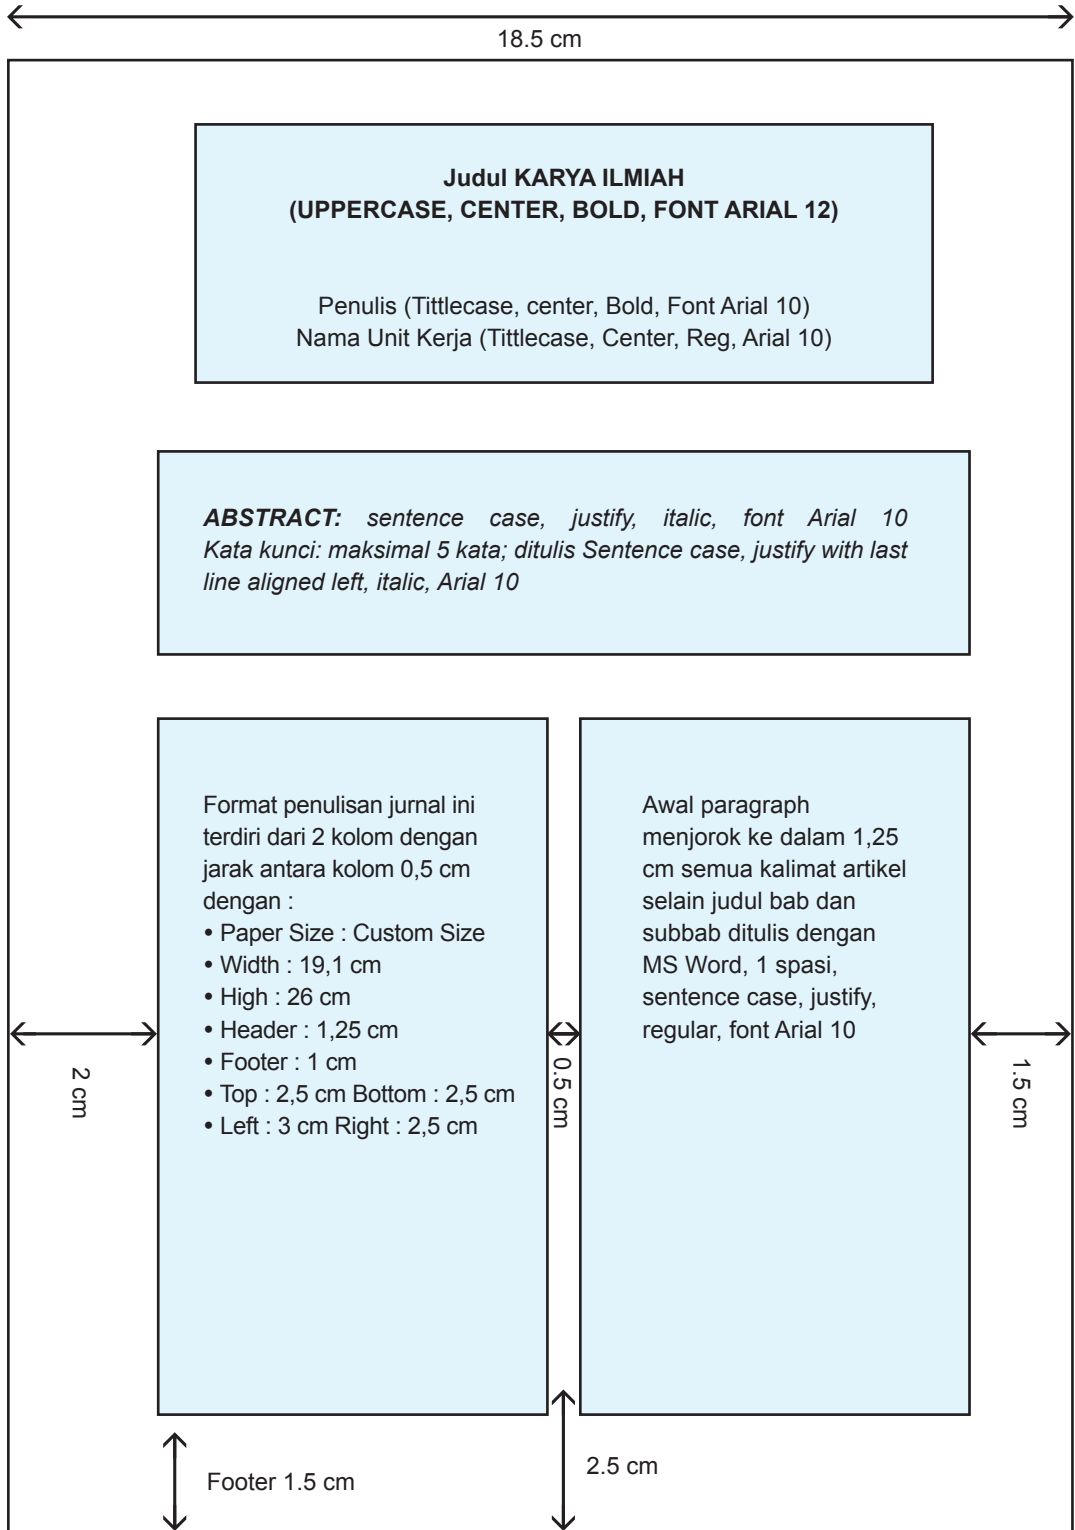 18.5 cm
Judul KARYA ILMIAH
(UPPERCASE, CENTER, BOLD, FONT ARIAL 12)
Penulis (Tittlecase, center, Bold, Font Arial 10)
Nama Unit Kerja (Tittlecase, Center, Reg, Arial 10)
ABSTRACT: sentence case, justify, italic, font Arial 10
Kata kunci: maksimal 5 kata; ditulis Sentence case, justify with last
line aligned left, italic, Arial 10
Format penulisan jurnal ini
terdiri dari 2 kolom dengan
jarak antara kolom 0,5 cm
dengan :
• Paper Size : Custom Size
• Width : 19,1 cm
• High : 26 cm
• Header : 1,25 cm
• Footer : 1 cm
• Top : 2,5 cm Bottom : 2,5 cm
• Left : 3 cm Right : 2,5 cm
Awal paragraph
menjorok ke dalam 1,25
cm semua kalimat artikel
selain judul bab dan
subbab ditulis dengan
MS Word, 1 spasi,
sentence case, justify,
regular, font Arial 10
2 cm
0.5 cm
1.5 cm
Footer 1.5 cm
2.5 cm